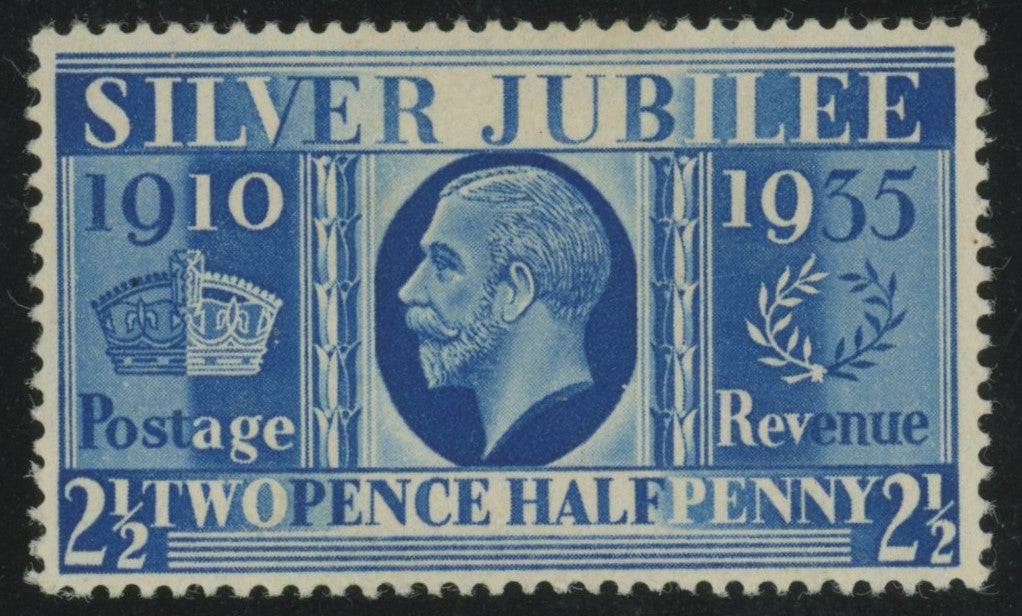 SILVER JUBILEE
1910 1935
Postage Revenue
2½ TWOPENCE HALFPENNY 2½